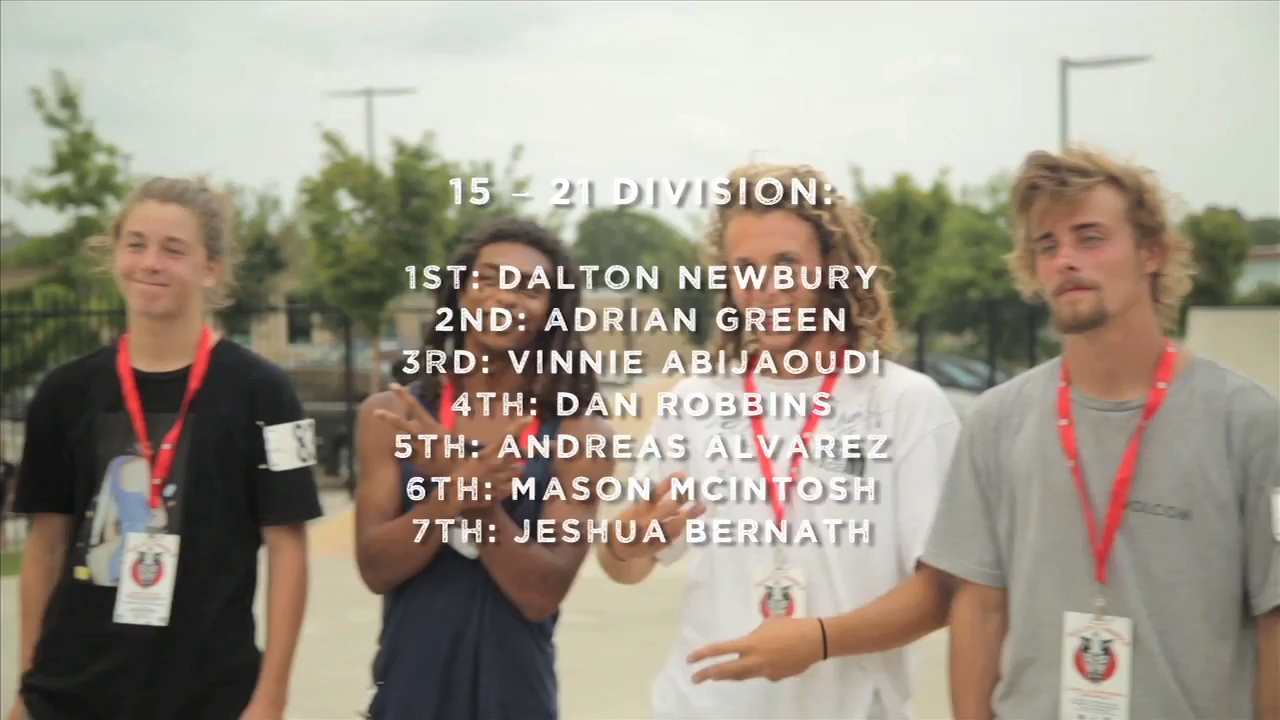 15 – 21 DIVISION:
1ST: DALTON NEWBURY
2ND: ADRIAN GREEN
3RD: VINNIE ABIJAOUDI
4TH: DAN ROBBINS
5TH: ANDREAS ALVAREZ
6TH: MASON MCINTOSH
7TH: JESHUA BERNATH
VOLCOM